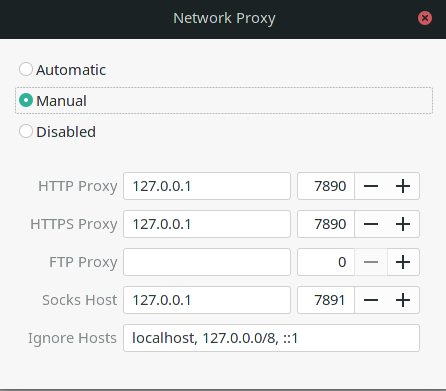 Network Proxy
Automatic
Manual
Disabled
HTTP Proxy 127.0.0.1 7890
HTTPS Proxy 127.0.0.1 7890
FTP Proxy 0
Socks Host 127.0.0.1 7891
Ignore Hosts localhost, 127.0.0.0/8, ::1